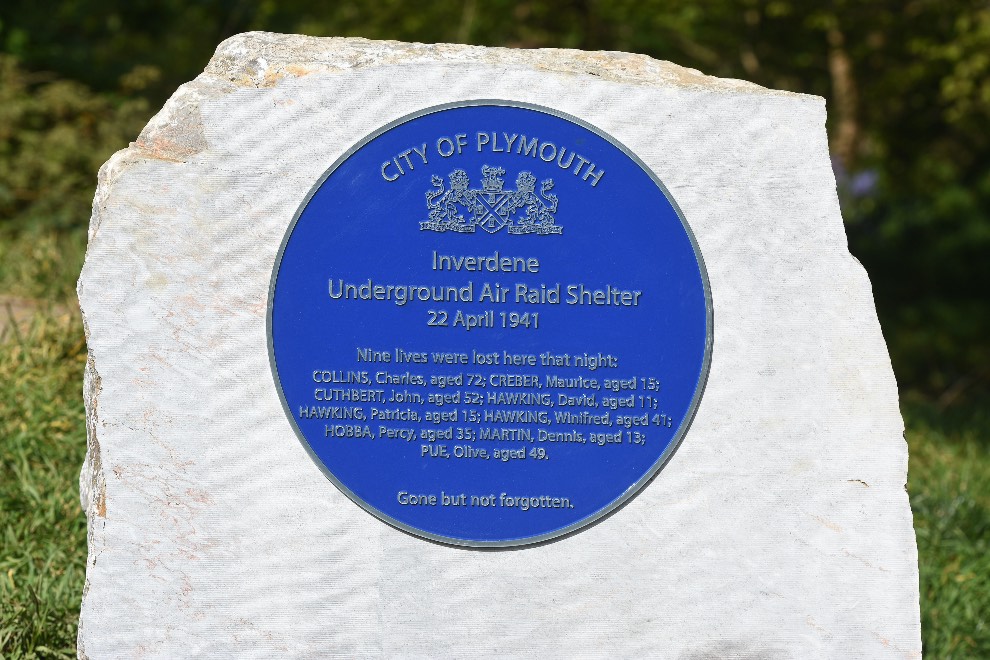 CITY OF PLYMOUTH
Inverdene
Underground Air Raid Shelter
22 April 1941
Nine lives were lost here that night:
COLLINS, Charles, aged 72; CREBER, Maurice, aged 15;
CUTHBERT, John, aged 52; HAWKING, David, aged 11;
HAWKING, Patricia, aged 15; HAWKING, Winifred, aged 41;
HOBBA, Percy, aged 35; MARTIN, Dennis, aged 13;
PUE, Olive, aged 49.
Gone but not forgotten.